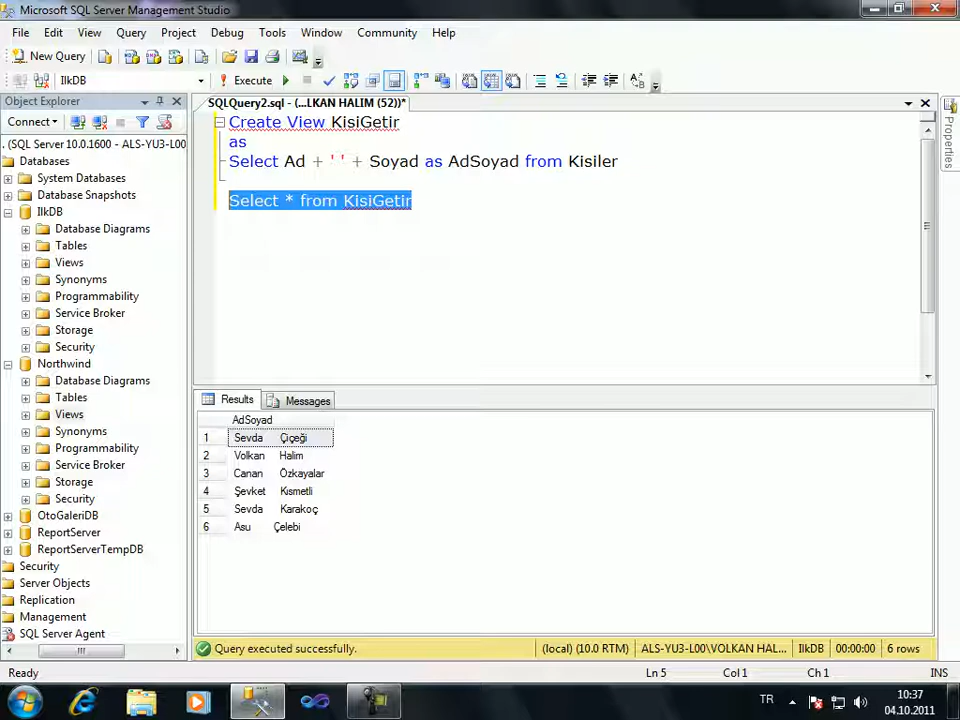 Microsoft SQL Server Management Studio
File Edit View Query Project Debug Tools Window Community Help
New Query
IlkDB Execute
Object Explorer
SQLQuery2.sql - (...LKAN HALIM (52))*
Connect
. (SQL Server 10.0.1600 - ALS-YU3-L00
Databases
System Databases
Database Snapshots
IlkDB
Database Diagrams
Tables
Views
Synonyms
Programmability
Service Broker
Storage
Security
Northwind
Database Diagrams
Tables
Views
Synonyms
Programmability
Service Broker
Storage
Security
OtoGaleriDB
ReportServer
ReportServerTempDB
Security
Server Objects
Replication
Management
SQL Server Agent
Create View KisiGetir
as
Select Ad + ' ' + Soyad as AdSoyad from Kisiler
Select * from KisiGetir
Properties
Results Messages
AdSoyad
1 Sevda Çiçeği
2 Volkan Halim
3 Canan Özkayalar
4 Şevket Kısmetli
5 Sevda Karakoç
6 Asu Çelebi
Query executed successfully. (local) (10.0 RTM) ALS-YU3-L00\VOLKAN HAL... IlkDB 00:00:00 6 rows
Ready Ln 5 Col 1 Ch 1 INS
TR 10:37
04.10.2011